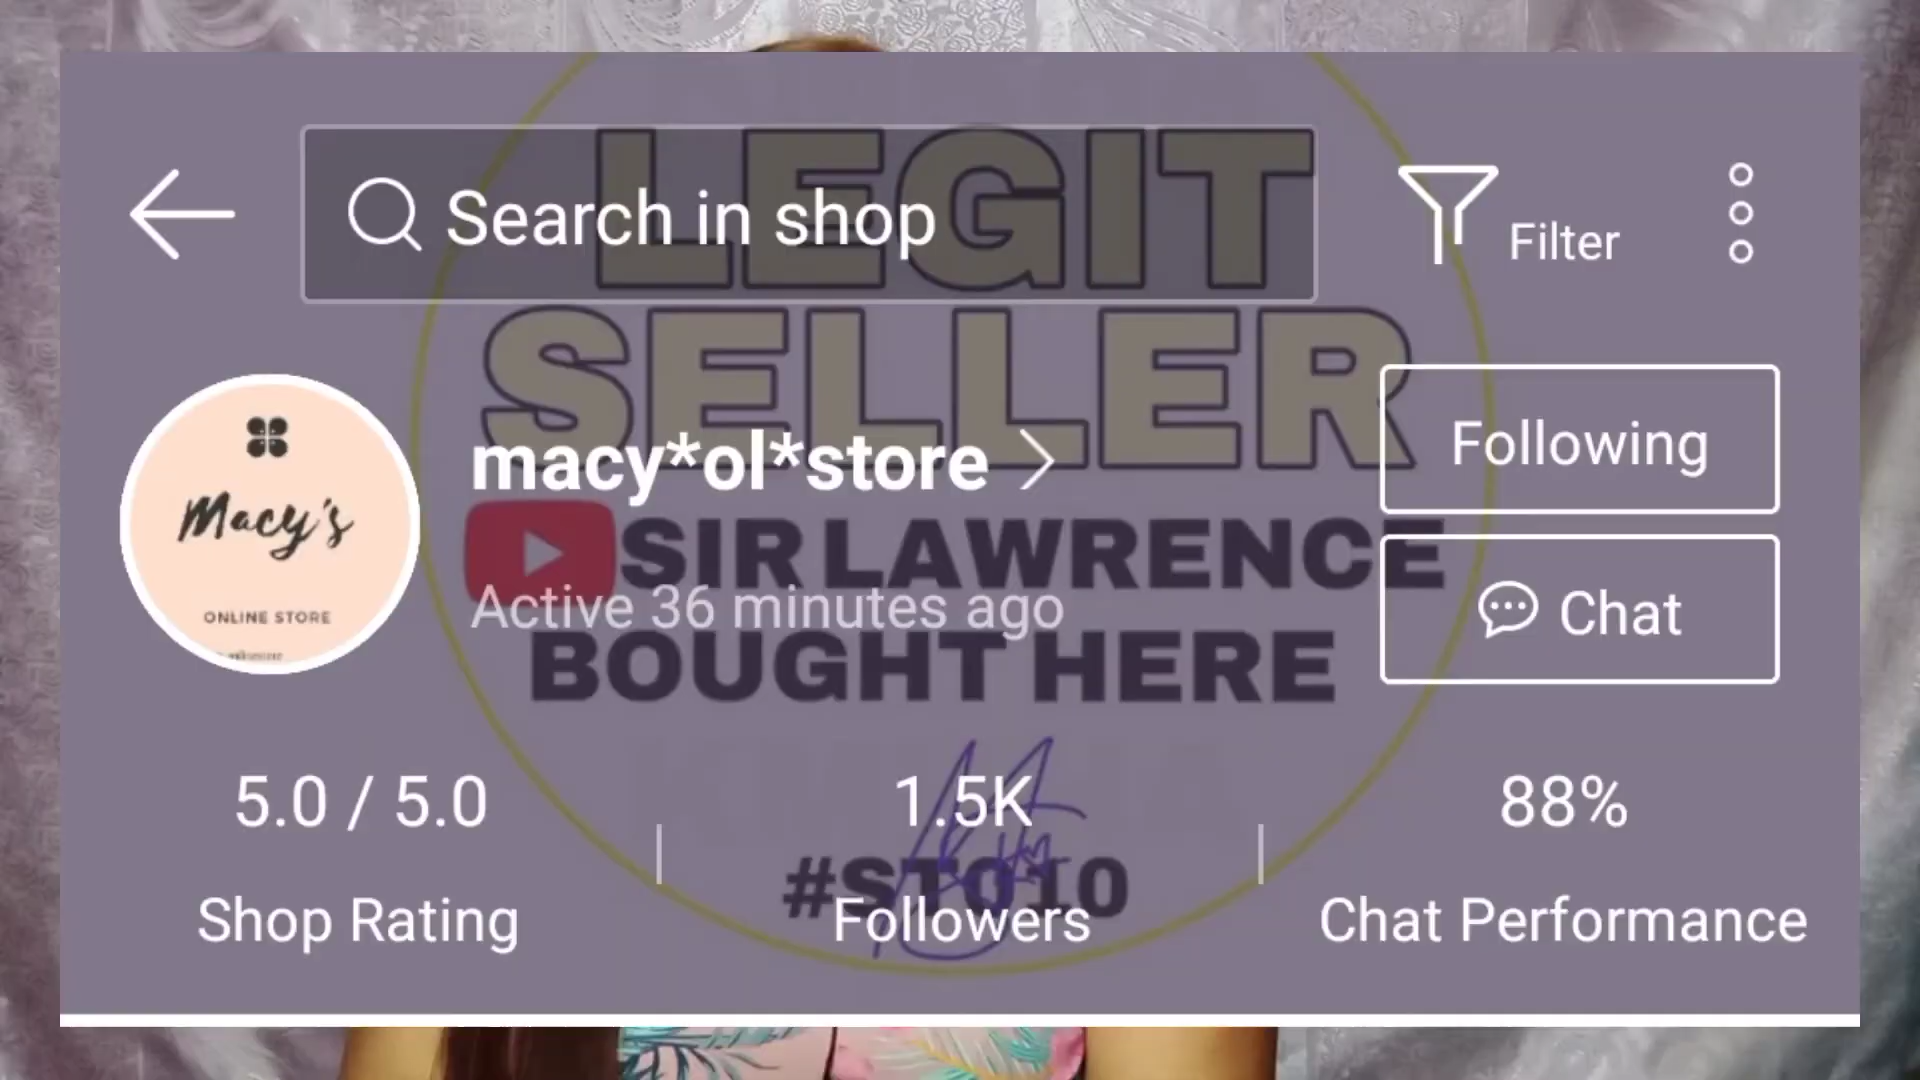 LEGIT
Search in shop
Filter
SELLER
Following
macy*ol*store
Macy's
ONLINE STORE
SIR LAWRENCE
Active 36 minutes ago
Chat
BOUGHT HERE
5.0 / 5.0
1.5K
88%
#STO10
Shop Rating
Followers
Chat Performance